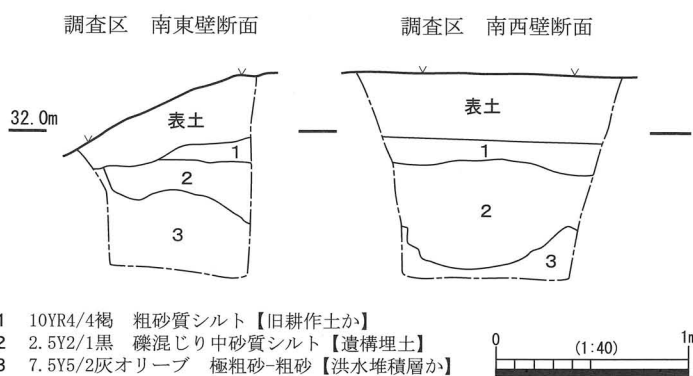 調査区　南東壁断面
調査区　南西壁断面
32.0m
表土
1
2
3
表土
1
2
3
1 10YR4/4褐　粗砂質シルト【旧耕作土か】
2 2.5Y2/1黒　礫混じり中砂質シルト【遺構埋土】
3 7.5Y5/2灰オリーブ　極粗砂-粗砂【洪水堆積層か】
0 (1:40) 1m